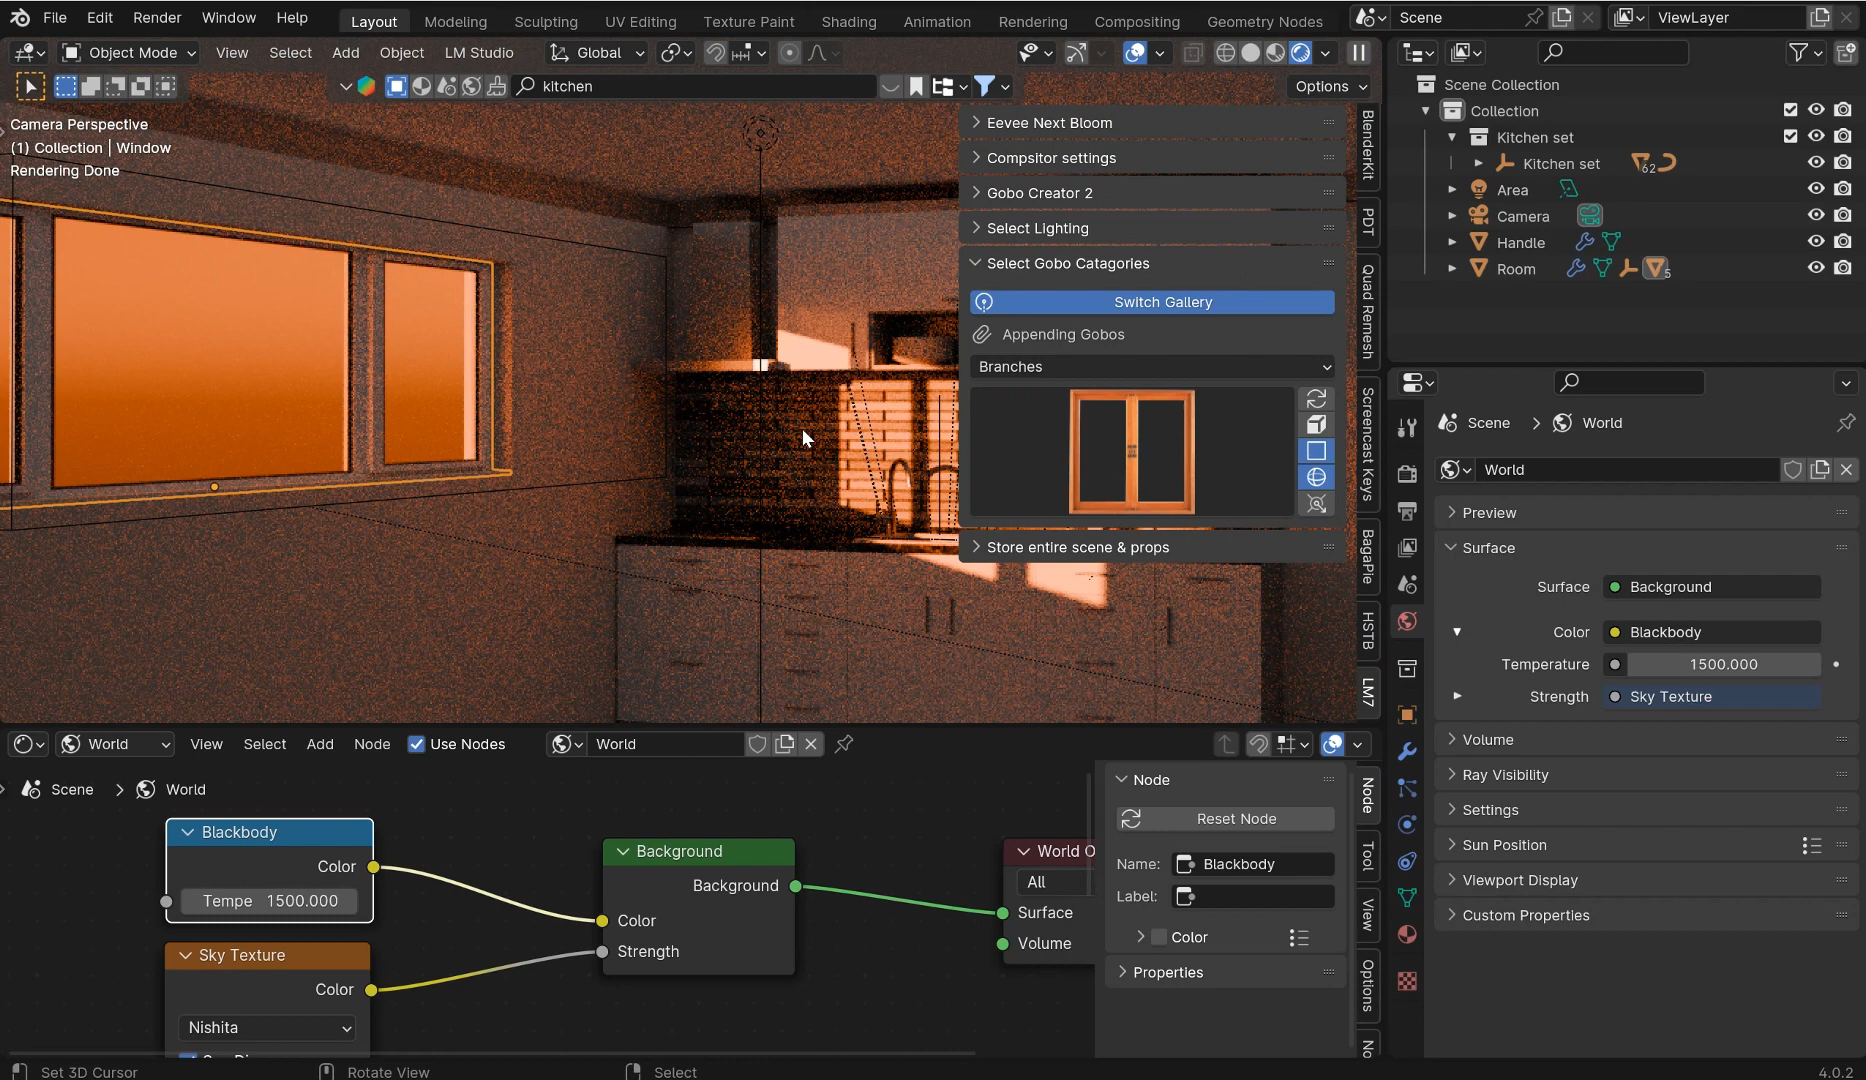 File Edit Render Window Help Layout Modeling Sculpting UV Editing Texture Paint Shading Animation Rendering Compositing Geometry Nodes Scene ViewLayer
Object Mode View Select Add Object LM Studio Global
kitchen Options
Camera Perspective
(1) Collection | Window
Rendering Done
Eevee Next Bloom
Compsitor settings
Gobo Creator 2
Select Lighting
Select Gobo Catagories
Switch Gallery
Appending Gobos
Branches
Store entire scene & props
BlenderKit
PDT
Quad Remesh
Screencast Keys
BagaPie
HSTB
LM7
Scene Collection
Collection
Kitchen set
Kitchen set 62
Area
Camera
Handle
Room 5
Scene > World
World
Preview
Surface
Surface Background
Color Blackbody
Temperature 1500.000
Strength Sky Texture
Volume
Ray Visibility
Settings
Sun Position
Viewport Display
Custom Properties
World View Select Add Node Use Nodes World
Scene > World
Blackbody
Color
Tempe 1500.000
Sky Texture
Color
Nishita
Background
Background
Color
Strength
World O
All
Surface
Volume
Node
Reset Node
Name: Blackbody
Label:
Color
Properties
Node
Tool
View
Options
No
Set 3D Cursor Rotate View Select 4.0.2